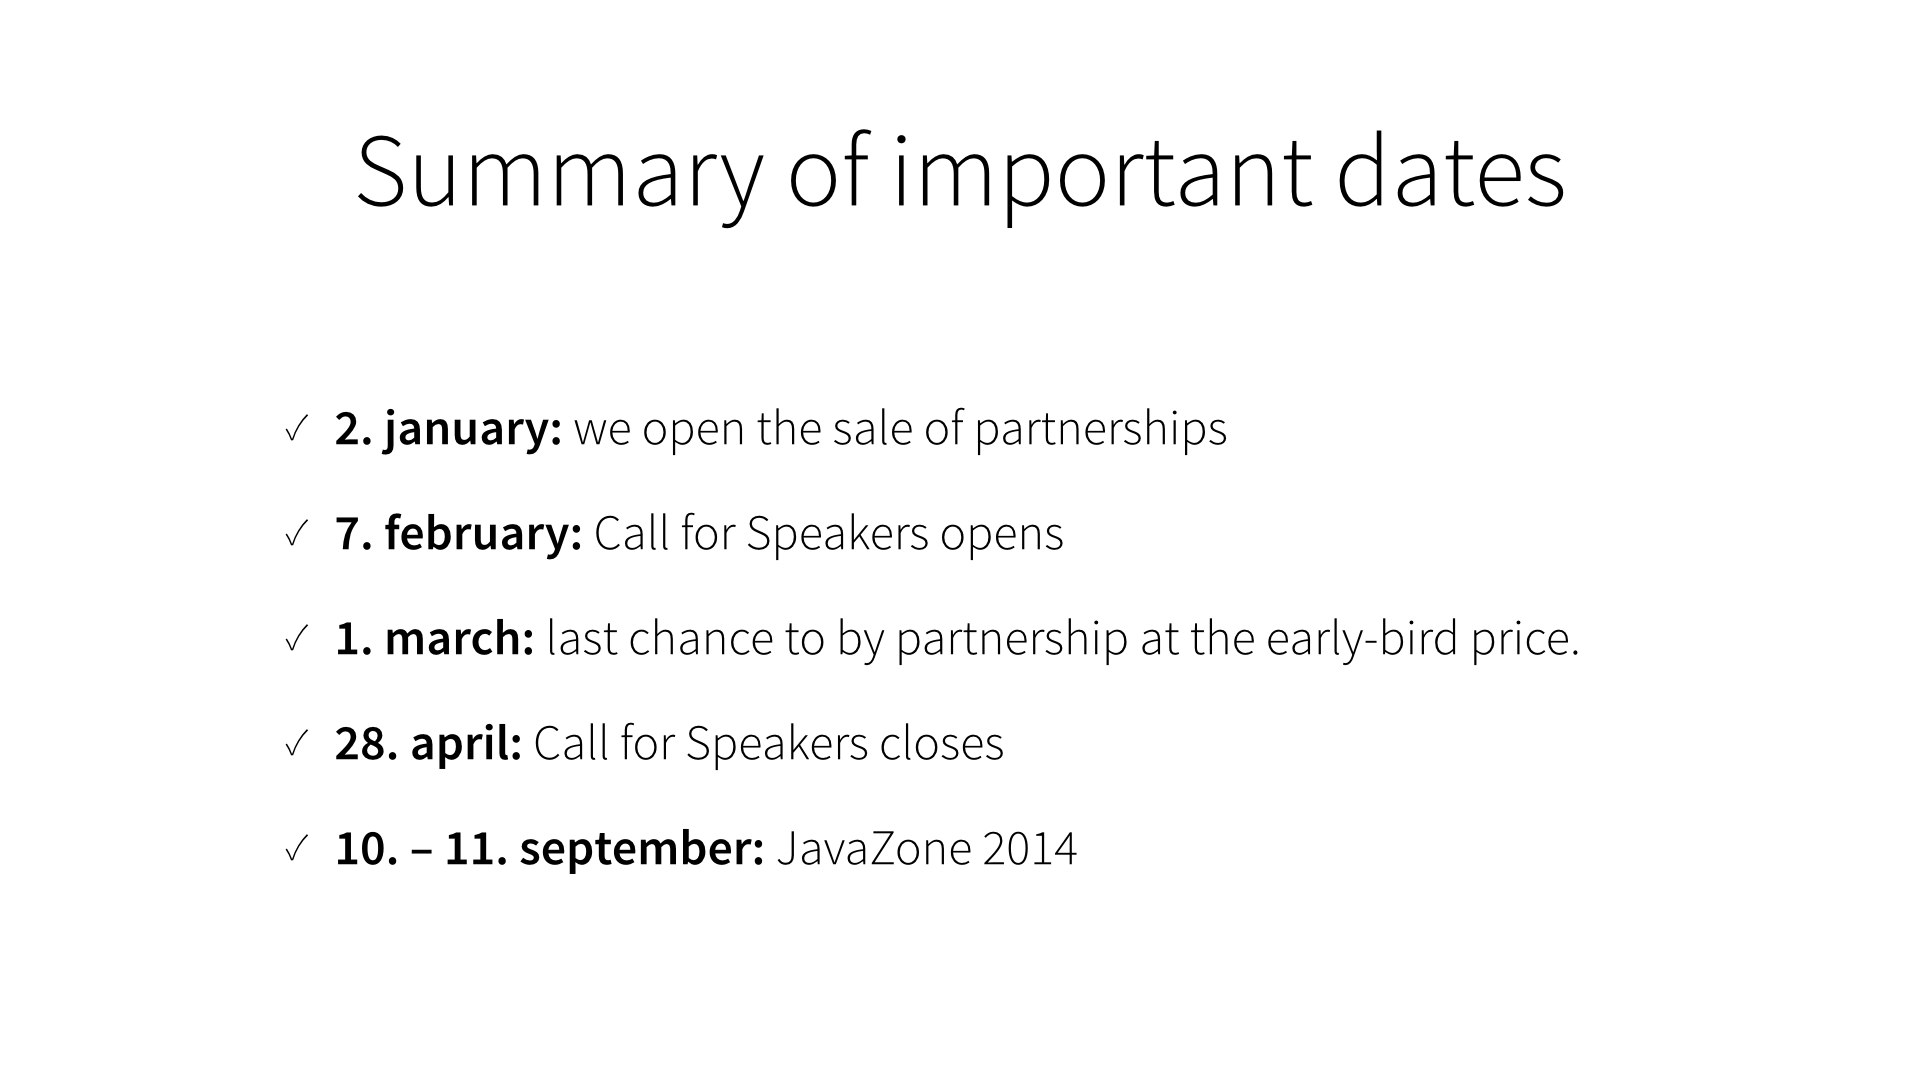 Summary of important dates
✓ 2. january: we open the sale of partnerships
✓ 7. february: Call for Speakers opens
✓ 1. march: last chance to by partnership at the early-bird price.
✓ 28. april: Call for Speakers closes
✓ 10. – 11. september: JavaZone 2014